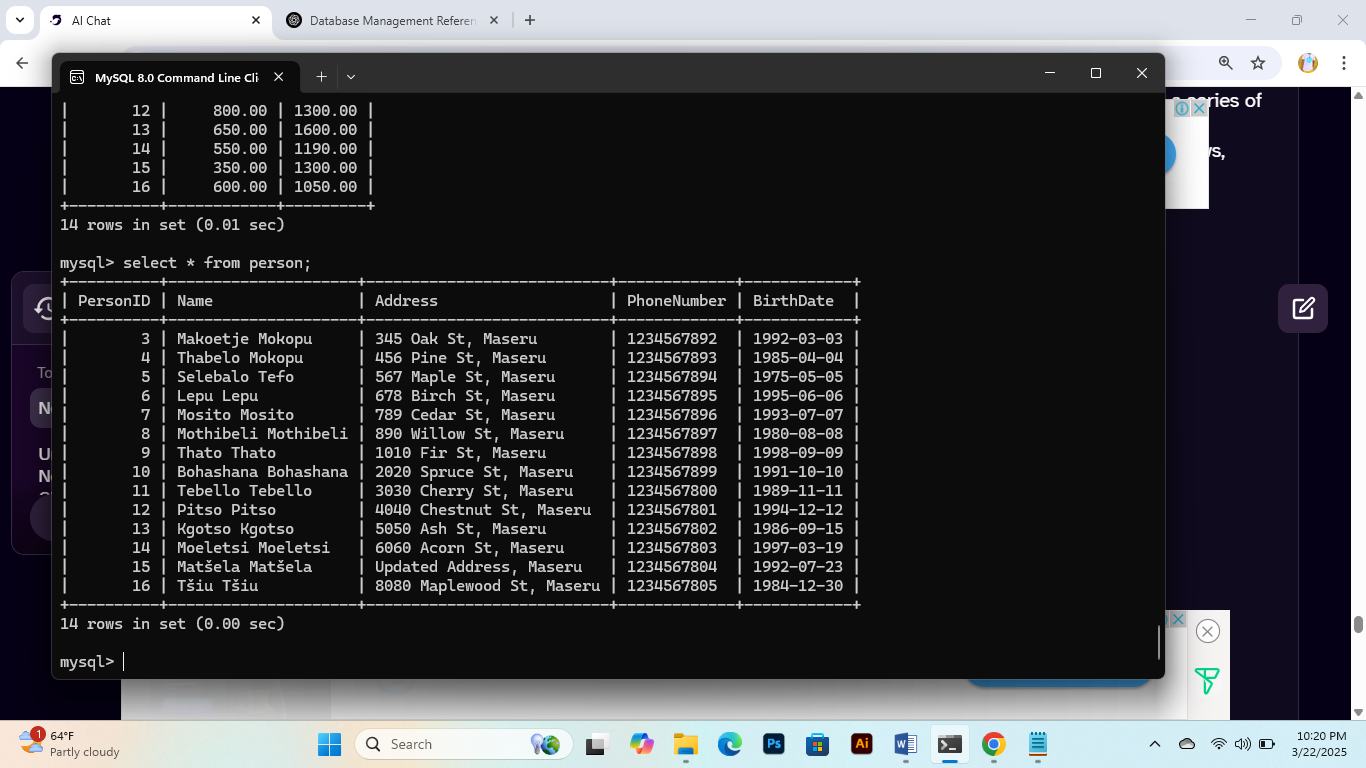 AI Chat
Database Management Referen
MySQL 8.0 Command Line Cli
|       12 |      800.00 | 1300.00 |
|       13 |      650.00 | 1600.00 |
|       14 |      550.00 | 1190.00 |
|       15 |      350.00 | 1300.00 |
|       16 |      600.00 | 1050.00 |
14 rows in set (0.01 sec)
mysql> select * from person;
| PersonID | Name | Address | PhoneNumber | BirthDate |
| 3 | Makoetje Mokopu | 345 Oak St, Maseru | 1234567892 | 1992-03-03 |
| 4 | Thabelo Mokopu | 456 Pine St, Maseru | 1234567893 | 1985-04-04 |
| 5 | Selebalo Tefo | 567 Maple St, Maseru | 1234567894 | 1975-05-05 |
| 6 | Lepu Lepu | 678 Birch St, Maseru | 1234567895 | 1995-06-06 |
| 7 | Mosito Mosito | 789 Cedar St, Maseru | 1234567896 | 1993-07-07 |
| 8 | Mothibeli Mothibeli | 890 Willow St, Maseru | 1234567897 | 1980-08-08 |
| 9 | Thato Thato | 1010 Fir St, Maseru | 1234567898 | 1998-09-09 |
| 10 | Bohashana Bohashana | 2020 Spruce St, Maseru | 1234567899 | 1991-10-10 |
| 11 | Tebello Tebello | 3030 Cherry St, Maseru | 1234567800 | 1989-11-11 |
| 12 | Pitso Pitso | 4040 Chestnut St, Maseru | 1234567801 | 1994-12-12 |
| 13 | Kgotso Kgotso | 5050 Ash St, Maseru | 1234567802 | 1986-09-15 |
| 14 | Moeletsi Moeletsi | 6060 Acorn St, Maseru | 1234567803 | 1997-03-19 |
| 15 | Matšela Matšela | Updated Address, Maseru | 1234567804 | 1992-07-23 |
| 16 | Tšiu Tšiu | 8080 Maplewood St, Maseru | 1234567805 | 1984-12-30 |
14 rows in set (0.00 sec)
mysql>
of
1
64°F
Partly cloudy
Search
Ps
Ai
10:20 PM
3/22/2025